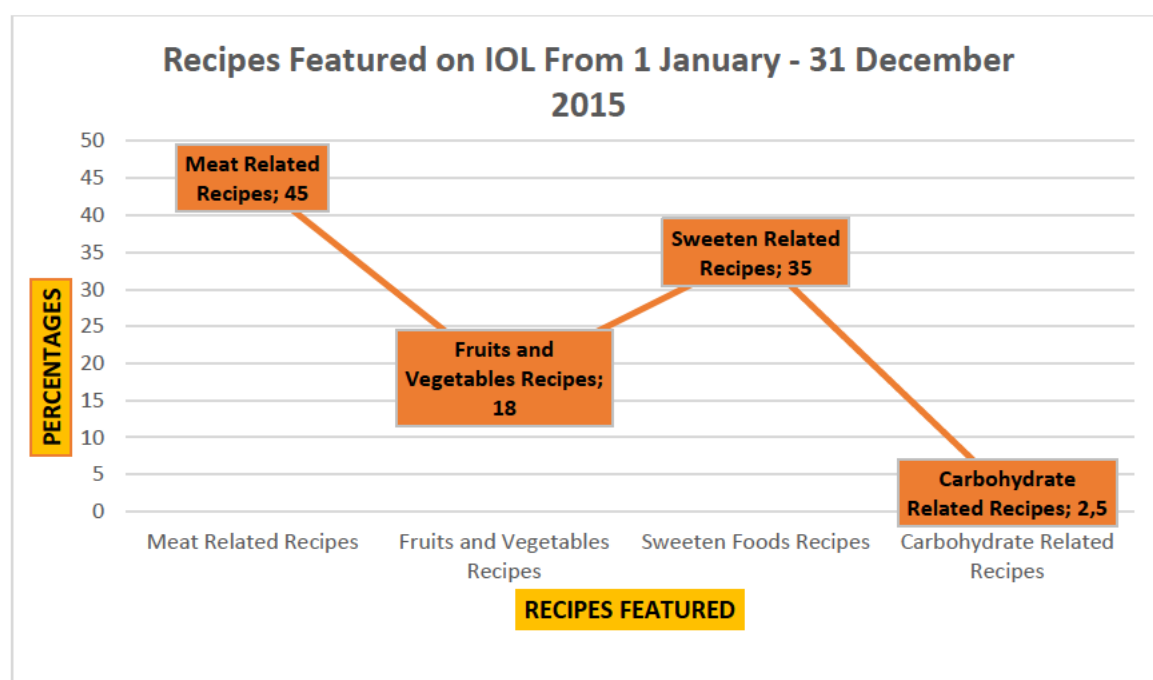 Recipes Featured on IOL From 1 January - 31 December
2015
50
45
40
35
30
25
20
15
10
5
0
PERCENTAGES
Meat Related
Recipes; 45
Fruits and
Vegetables Recipes;
18
Sweeten Related
Recipes; 35
Carbohydrate
Related Recipes; 2,5
Meat Related Recipes
Fruits and Vegetables
Recipes
Sweeten Foods Recipes
Carbohydrate Related
Recipes
RECIPES FEATURED